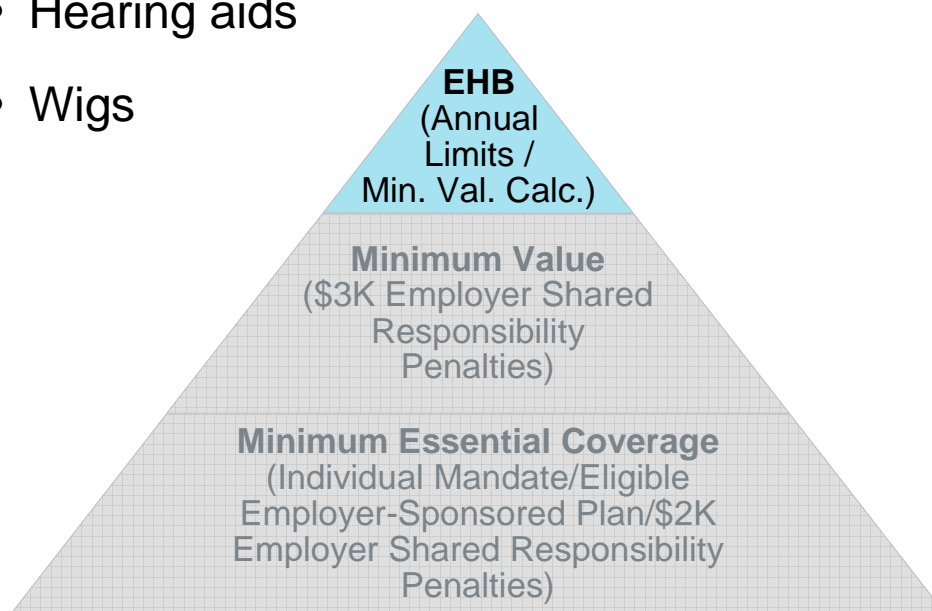 • Hearing aids
• Wigs
EHB
(Annual
Limits /
Min. Val. Calc.)
Minimum Value
($3K Employer Shared
Responsibility
Penalties)
Minimum Essential Coverage
(Individual Mandate/Eligible
Employer-Sponsored Plan/$2K
Employer Shared Responsibility
Penalties)